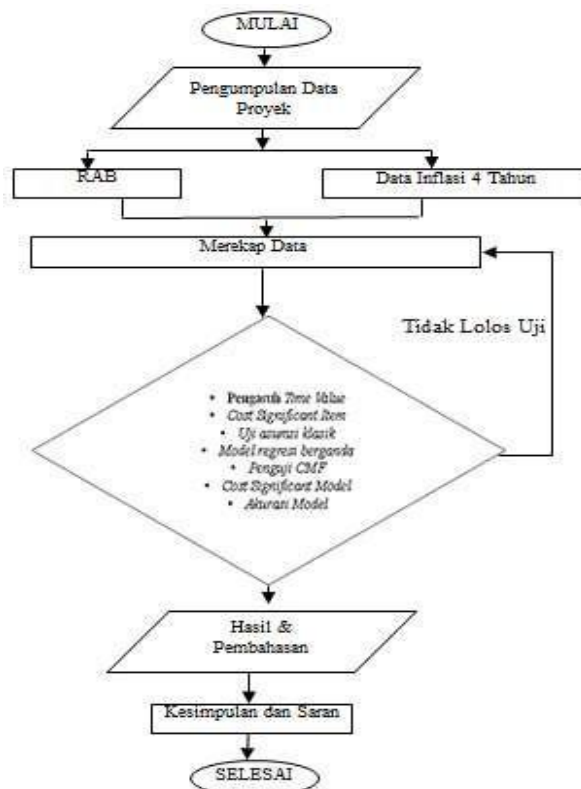 MULAI
Pengumpulan Data
Proyek
RAB
Data Inflasi 4 Tahun
Merekap Data
Tidak Lolos Uji
• Pengaruh Time Value
• Cost Significant Item
• Uji asumsi klasik
• Model regresi berganda
• Penguji CMF
• Cost Significant Model
• Akurasi Model
Hasil &
Pembahasan
Kesimpulan dan Saran
SELESAI